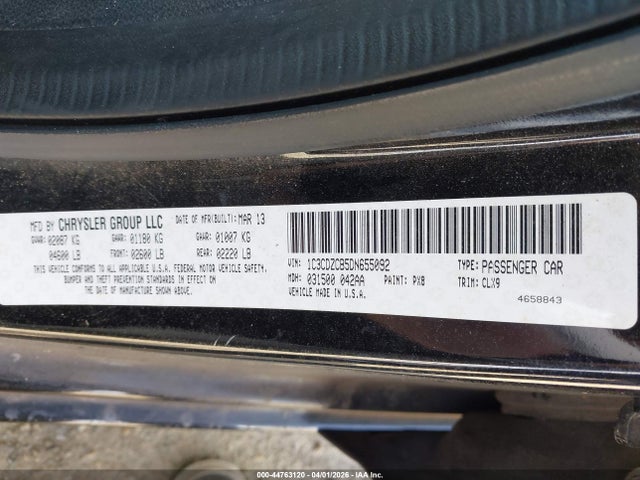 MFD BY CHRYSLER GROUP LLC DATE OF MFR(BUILT): MAR 13
GVWR: 02087 KG GAWR: 01180 KG GAWR: 01007 KG
04600 LB FRONT: 02600 LB REAR: 02220 LB
THIS VEHICLE CONFORMS TO ALL APPLICABLE U.S.A. FEDERAL MOTOR VEHICLE SAFETY,
BUMPER AND THEFT PREVENTION STANDARDS IN EFFECT ON
THE DATE OF MANUFACTURE SHOWN ABOVE.
VIN: 1C3CDZCB5DN655092 TYPE: PASSENGER CAR
MDH: 031500 042AA PAINT: PX8 TRIM: CLX9
VEHICLE MADE IN U.S.A. 4658843
000-44763120 04/01/2026 IAA Inc.